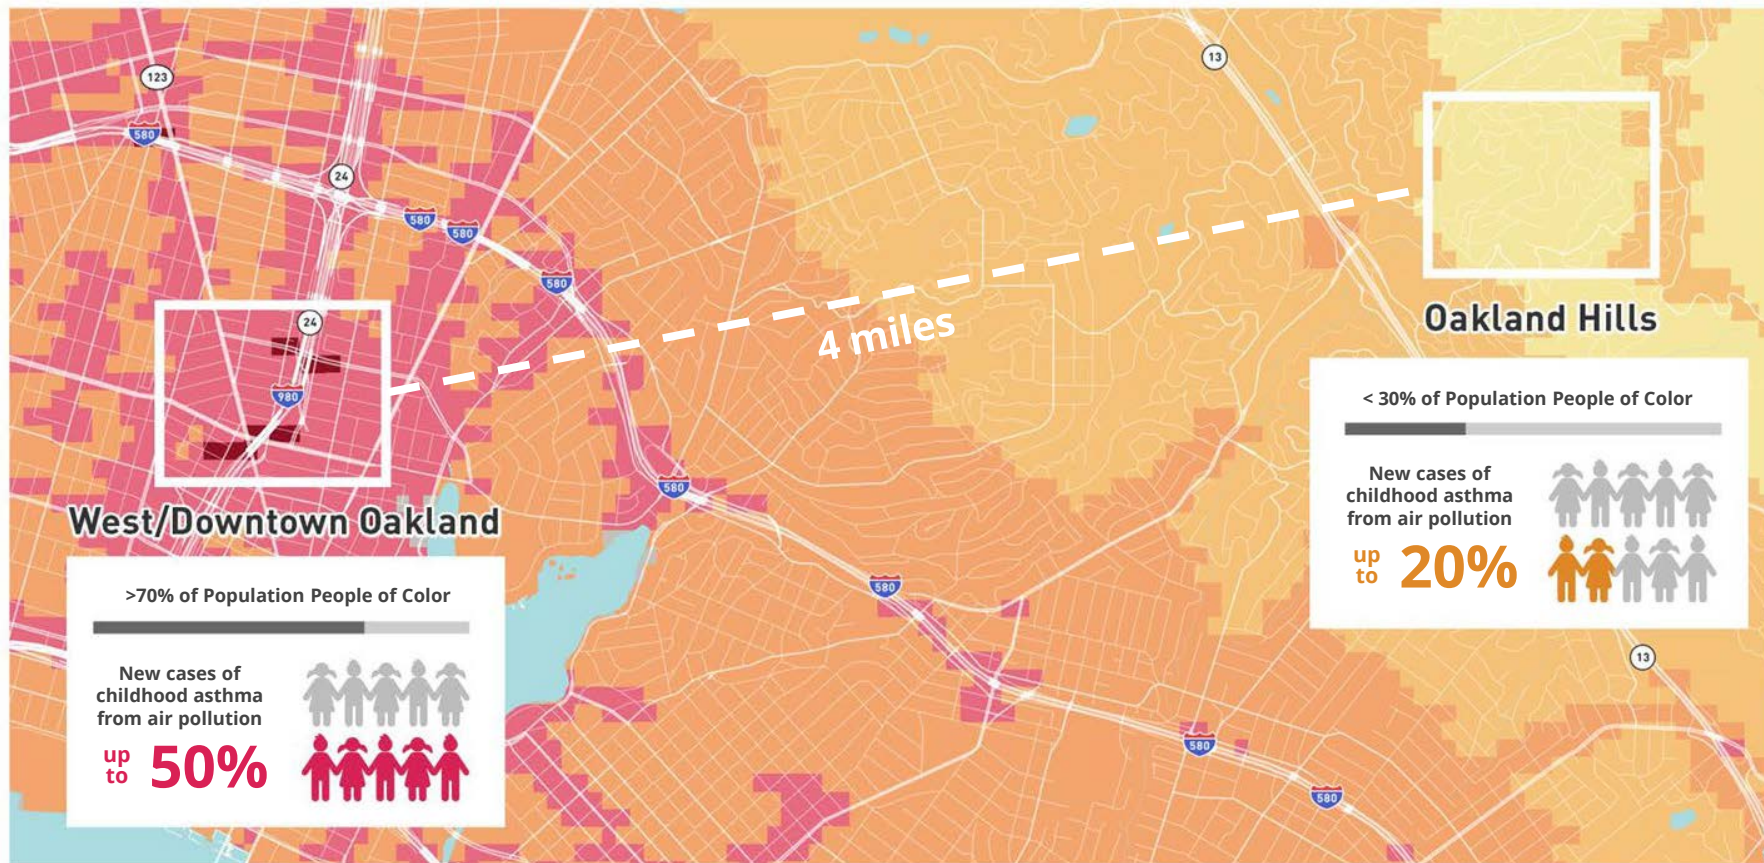 123
13
580
24
580
580
580
24
4 miles
Oakland Hills
980
< 30% of Population People of Color
New cases of
childhood asthma
from air pollution
up
to
20%
580
West/Downtown Oakland
580
>70% of Population People of Color
New cases of
childhood asthma
from air pollution
up
to
50%
13
580
580